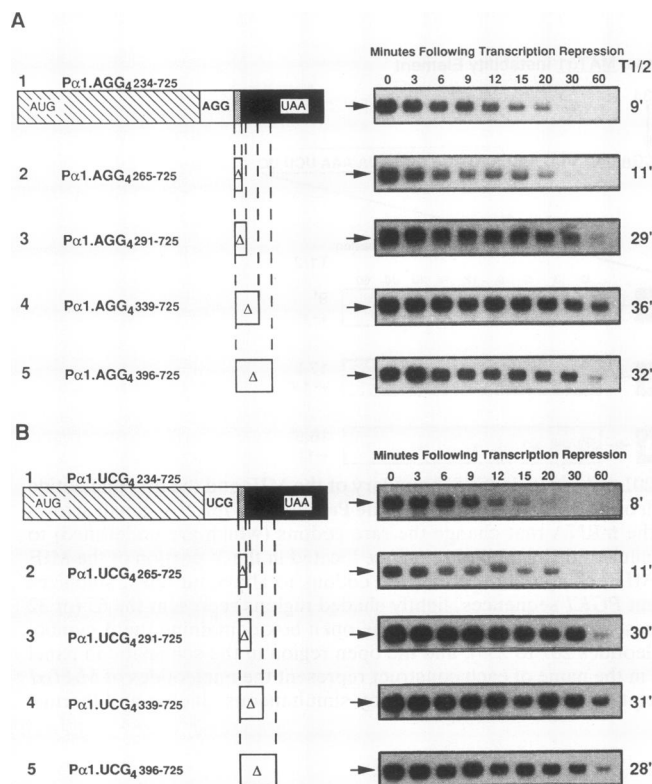 A
Minutes Following Transcription Repression
0 3 6 9 12 15 20 30 60 T1/2
1 Pα1.AGG4 234-725
AUG AGG UAA 9'
2 Pα1.AGG4 265-725 Δ 11'
3 Pα1.AGG4 291-725 Δ 29'
4 Pα1.AGG4 339-725 Δ 36'
5 Pα1.AGG4 396-725 Δ 32'
B
Minutes Following Transcription Repression
0 3 6 9 12 15 20 30 60
1 Pα1.UCG4 234-725
AUG UCG UAA 8'
2 Pα1.UCG4 265-725 Δ 11'
3 Pα1.UCG4 291-725 Δ 30'
4 Pα1.UCG4 339-725 Δ 31'
5 Pα1.UCG4 396-725 Δ 28'